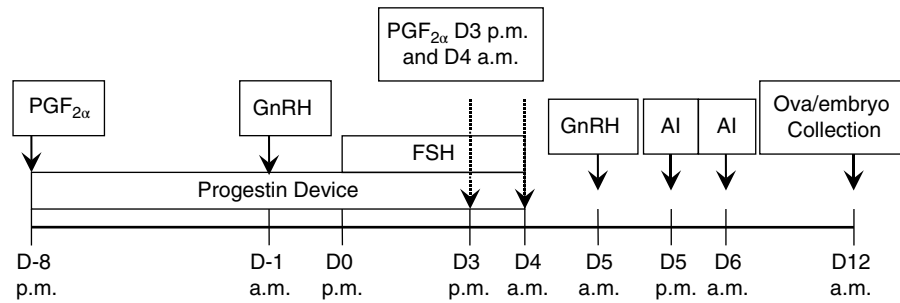 PGF2α D3 p.m.
and D4 a.m.
PGF2α
GnRH
GnRH
AI
AI
Ova/embryo
Collection
FSH
Progestin Device
D-8
p.m.
D-1
a.m.
D0
p.m.
D3
p.m.
D4
a.m.
D5
a.m.
D5
p.m.
D6
a.m.
D12
a.m.